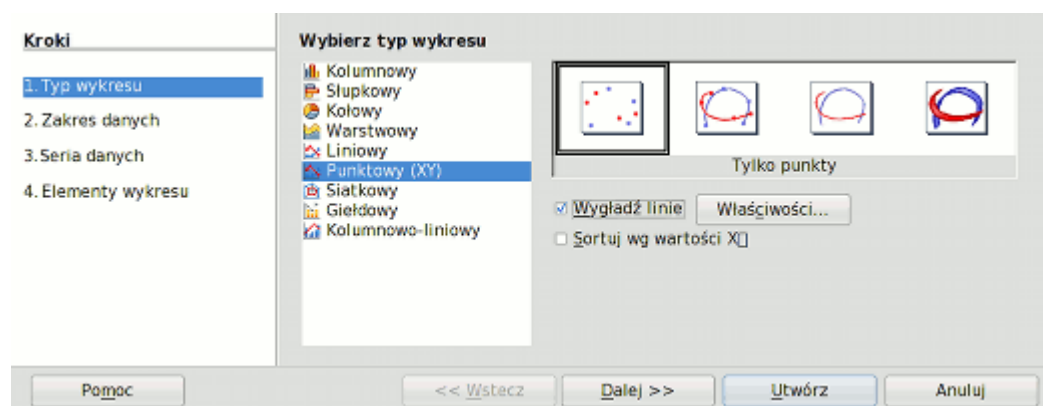 Kroki
1. Typ wykresu
2. Zakres danych
3. Seria danych
4. Elementy wykresu
Wybierz typ wykresu
Kolumnowy
Słupkowy
Kołowy
Warstwowy
Liniowy
Punktowy (XY)
Siatkowy
Giełdowy
Kolumnowo-liniowy
Tylko punkty
Wygładź linie
Właściwości...
Sortuj wg wartości X
Pomoc
<< Wstecz
Dalej >>
Utwórz
Anuluj